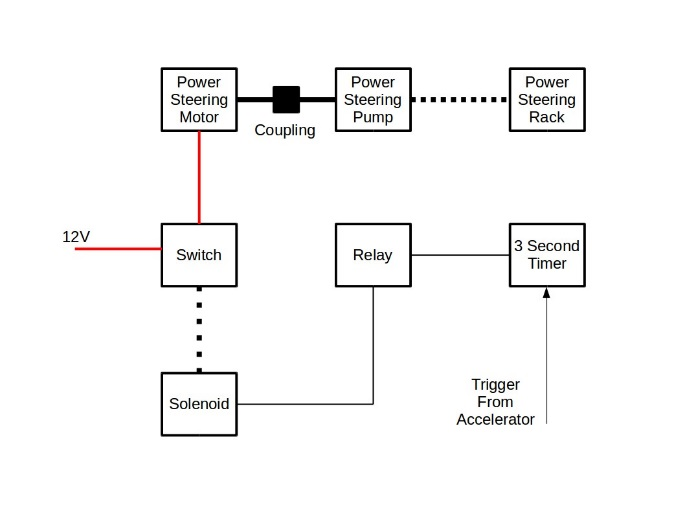 Power
Steering
Motor
Coupling
Power
Steering
Pump
Power
Steering
Rack
12V
Switch
Relay
3 Second
Timer
Solenoid
Trigger
From
Accelerator